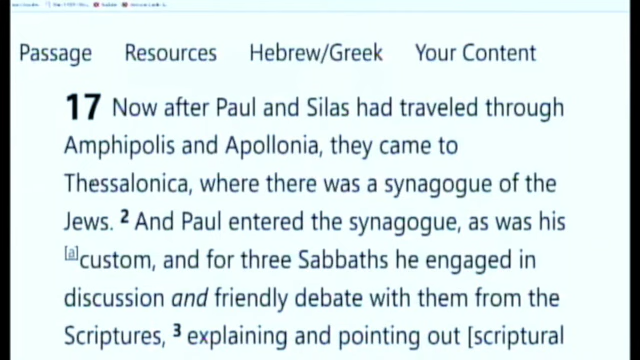 Passage Resources Hebrew/Greek Your Content
17 Now after Paul and Silas had traveled through
Amphipolis and Apollonia, they came to
Thessalonica, where there was a synagogue of the
Jews. 2 And Paul entered the synagogue, as was his
[a]custom, and for three Sabbaths he engaged in
discussion and friendly debate with them from the
Scriptures, 3 explaining and pointing out [scriptural